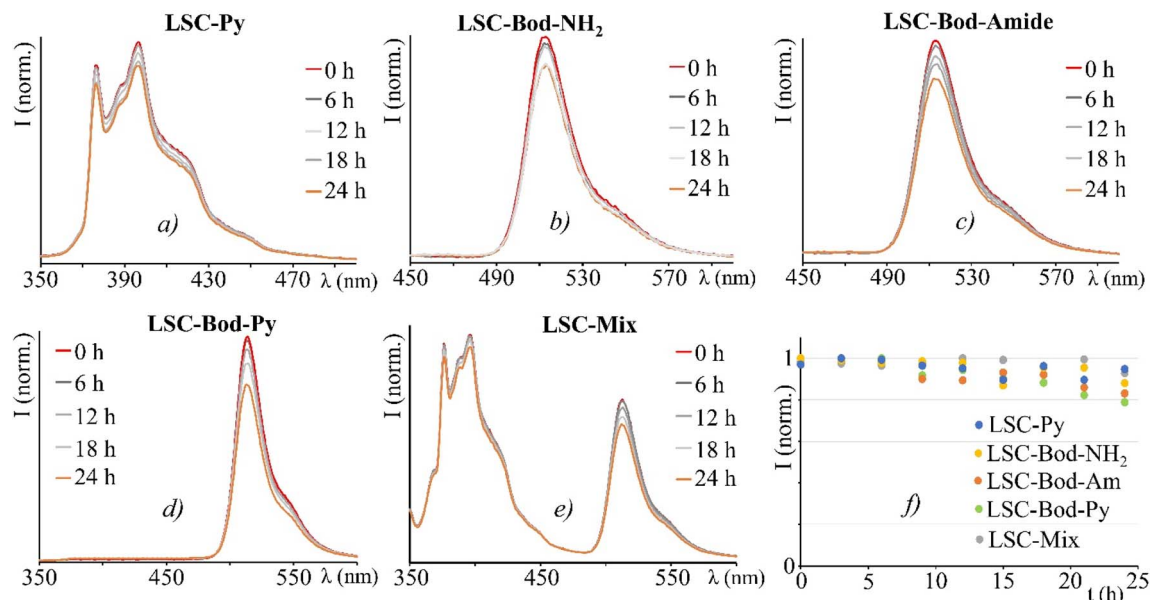 LSC-Py
I (norm.)
0 h
6 h
12 h
18 h
24 h
a)
350 390 430 470 λ (nm)
LSC-Bod-NH₂
I (norm.)
0 h
6 h
12 h
18 h
24 h
b)
450 490 530 570 λ (nm)
LSC-Bod-Amide
I (norm.)
0 h
6 h
12 h
18 h
24 h
c)
450 490 530 570 λ (nm)
LSC-Bod-Py
I (norm.)
0 h
6 h
12 h
18 h
24 h
d)
350 450 550 λ (nm)
LSC-Mix
I (norm.)
0 h
6 h
12 h
18 h
24 h
e)
350 450 550 λ (nm)
1
I (norm.)
LSC-Py
LSC-Bod-NH₂
LSC-Bod-Am
LSC-Bod-Py
LSC-Mix
f)
0
0 5 10 15 20 25
t (h)